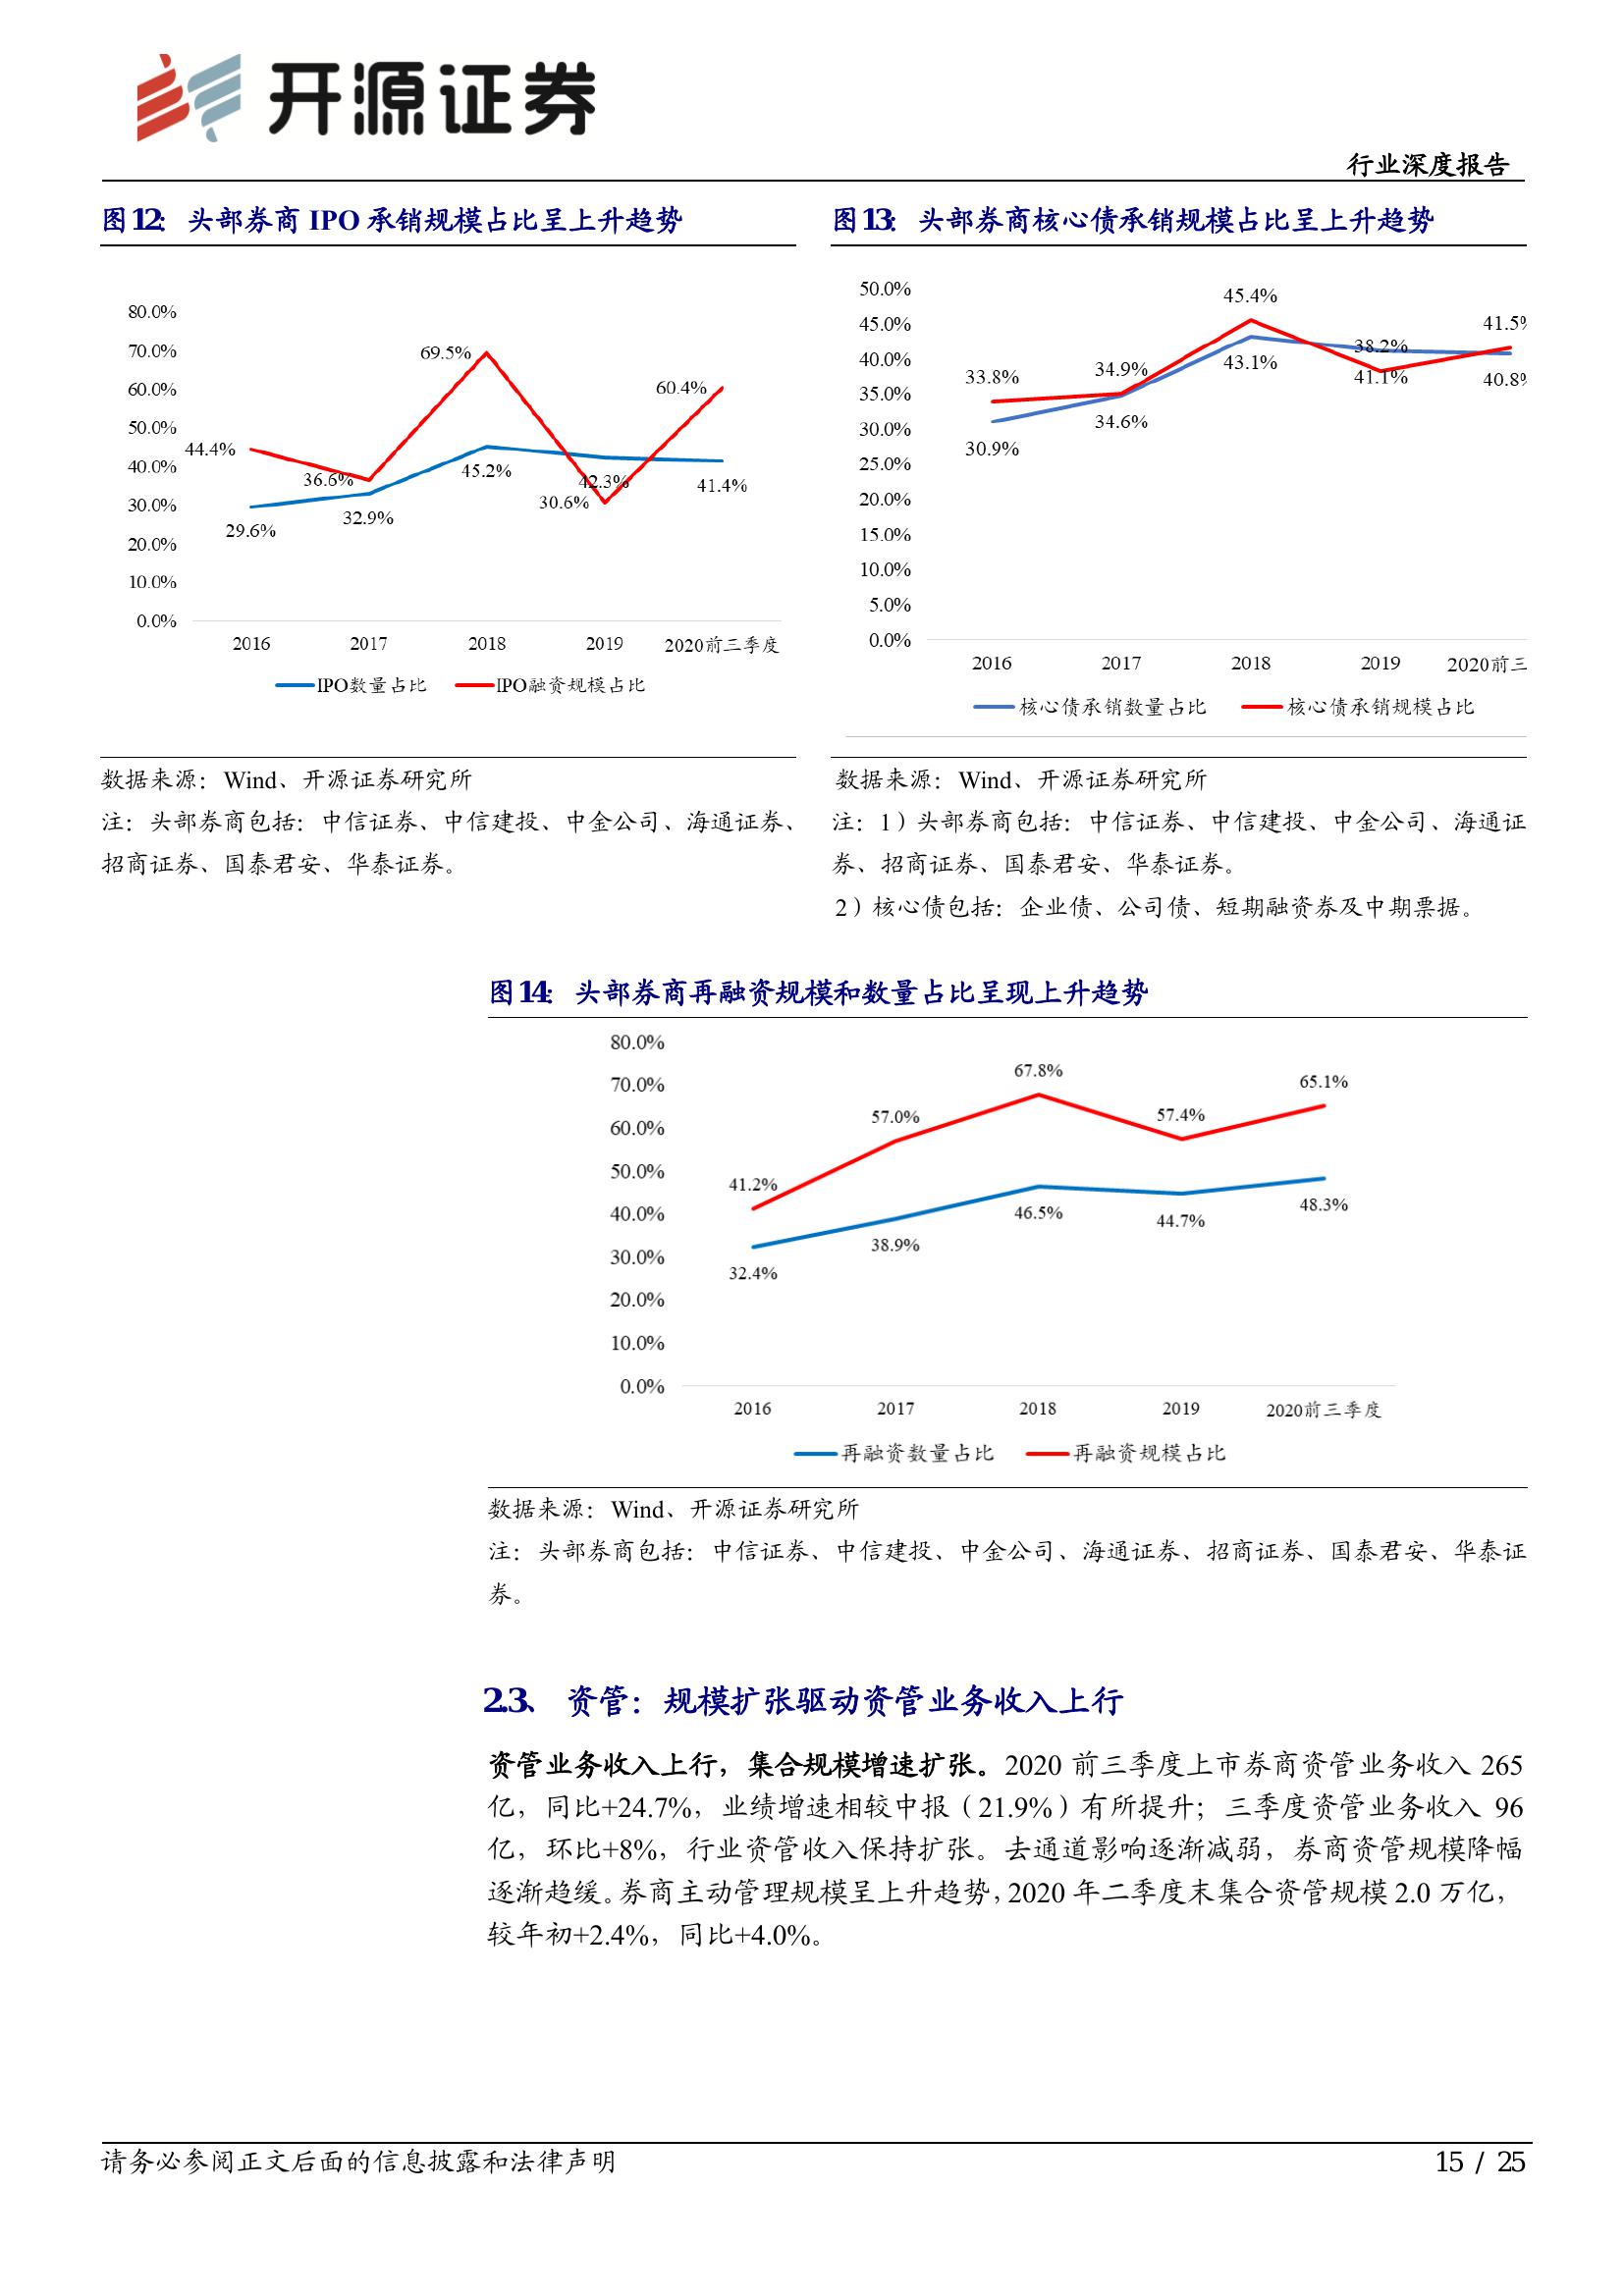 开源证券
行业深度报告
图12： 头部券商 IPO 承销规模占比呈上升趋势
80.0%
70.0%
60.0%
50.0%
40.0%
30.0%
20.0%
10.0%
0.0%
44.4%
36.6%
69.5%
30.6%
60.4%
29.6%
32.9%
45.2%
42.3%
41.4%
2016 2017 2018 2019 2020前三季度
IPO数量占比 IPO融资规模占比
数据来源：Wind、开源证券研究所
注：头部券商包括：中信证券、中信建投、中金公司、海通证券、
招商证券、国泰君安、华泰证券。
图13： 头部券商核心债承销规模占比呈上升趋势
50.0%
45.0%
40.0%
35.0%
30.0%
25.0%
20.0%
15.0%
10.0%
5.0%
0.0%
33.8%
34.9%
45.4%
38.2%
41.5%
30.9%
34.6%
43.1%
41.1%
40.8%
2016 2017 2018 2019 2020前三
核心债承销数量占比 核心债承销规模占比
数据来源：Wind、开源证券研究所
注：1）头部券商包括：中信证券、中信建投、中金公司、海通证
券、招商证券、国泰君安、华泰证券。
2）核心债包括：企业债、公司债、短期融资券及中期票据。
图14： 头部券商再融资规模和数量占比呈现上升趋势
80.0%
70.0%
60.0%
50.0%
40.0%
30.0%
20.0%
10.0%
0.0%
41.2%
57.0%
67.8%
57.4%
65.1%
32.4%
38.9%
46.5%
44.7%
48.3%
2016 2017 2018 2019 2020前三季度
再融资数量占比 再融资规模占比
数据来源：Wind、开源证券研究所
注：头部券商包括：中信证券、中信建投、中金公司、海通证券、招商证券、国泰君安、华泰证
券。
2.3、 资管：规模扩张驱动资管业务收入上行
资管业务收入上行，集合规模增速扩张。2020 前三季度上市券商资管业务收入 265
亿，同比+24.7%，业绩增速相较中报（21.9%）有所提升；三季度资管业务收入 96
亿，环比+8%，行业资管收入保持扩张。去通道影响逐渐减弱，券商资管规模降幅
逐渐趋缓。券商主动管理规模呈上升趋势，2020 年二季度末集合资管规模 2.0 万亿，
较年初+2.4%，同比+4.0%。
请务必参阅正文后面的信息披露和法律声明
15 / 25